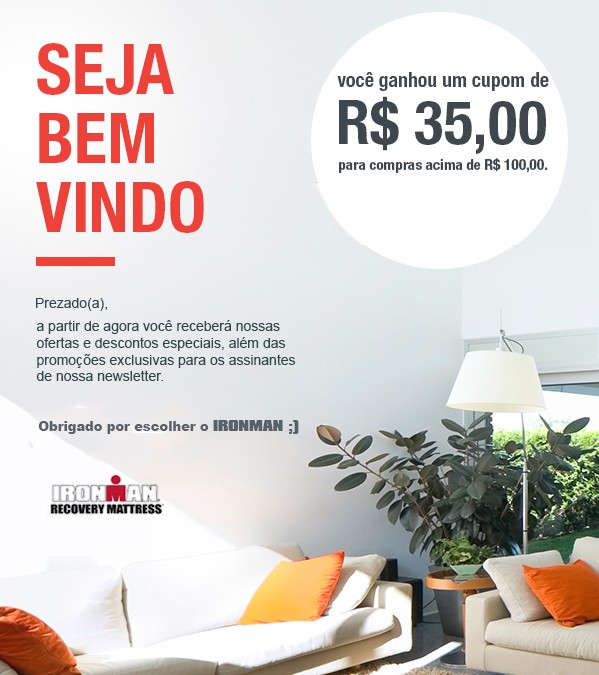 SEJA
BEM
VINDO
você ganhou um cupom de
R$ 35,00
para compras acima de R$ 100,00.
Prezado(a),
a partir de agora você receberá nossas
ofertas e descontos especiais, além das
promoções exclusivas para os assinantes
de nossa newsletter.
Obrigado por escolher o IRONMAN ;)
IRONMAN
RECOVERY MATTRESS